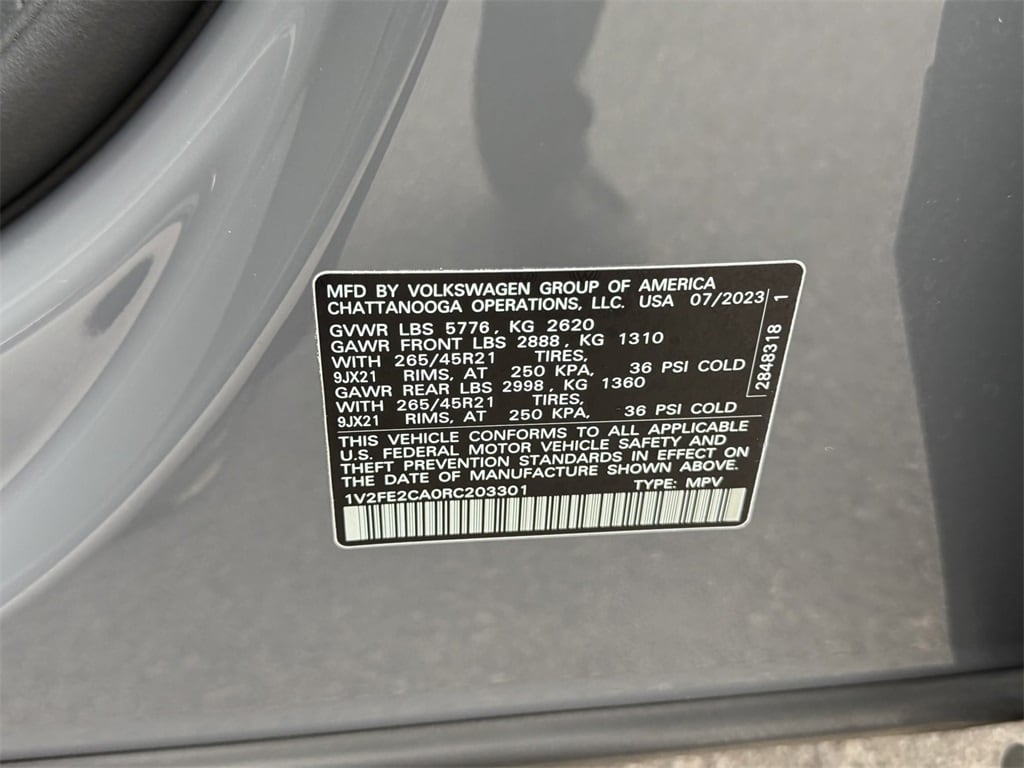 MFD BY VOLKSWAGEN GROUP OF AMERICA
CHATTANOOGA OPERATIONS, LLC. USA 07/2023
GVWR LBS 5776, KG 2620
GAWR FRONT LBS 2888, KG 1310
WITH 265/45R21 TIRES,
9JX21 RIMS, AT 250 KPA, 36 PSI COLD
GAWR REAR LBS 2998, KG 1360
WITH 265/45R21 TIRES,
9JX21 RIMS, AT 250 KPA, 36 PSI COLD
THIS VEHICLE CONFORMS TO ALL APPLICABLE
U.S. FEDERAL MOTOR VEHICLE SAFETY AND
THEFT PREVENTION STANDARDS IN EFFECT ON
THE DATE OF MANUFACTURE SHOWN ABOVE.
1V2FE2CA0RC203301 TYPE: MPV
2848318 1